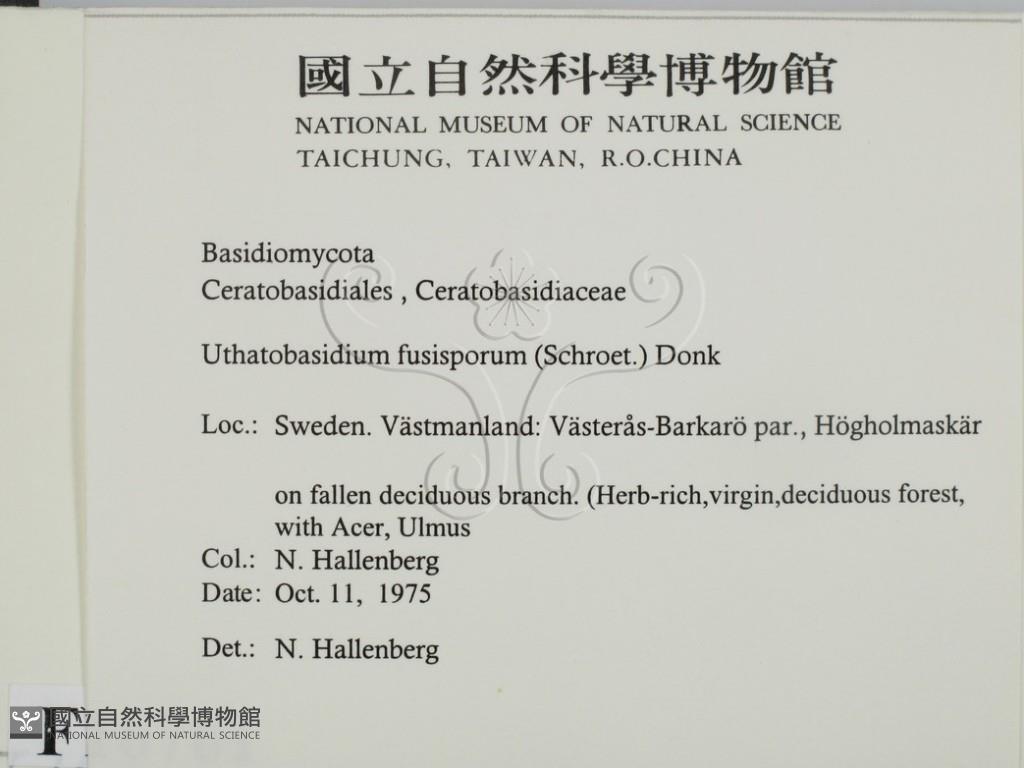 國立自然科學博物館
NATIONAL MUSEUM OF NATURAL SCIENCE
TAICHUNG, TAIWAN, R.O.CHINA
Basidiomycota
Ceratobasidiales , Ceratobasidiaceae
Uthatobasidium fusisporum (Schroet.) Donk
Loc.: Sweden. Västmanland: Västerås-Barkarö par., Högholmaskär
on fallen deciduous branch. (Herb-rich,virgin,deciduous forest,
with Acer, Ulmus
Col.: N. Hallenberg
Date: Oct. 11, 1975
Det.: N. Hallenberg
F
國立自然科學博物館
NATIONAL MUSEUM OF NATURAL SCIENCE